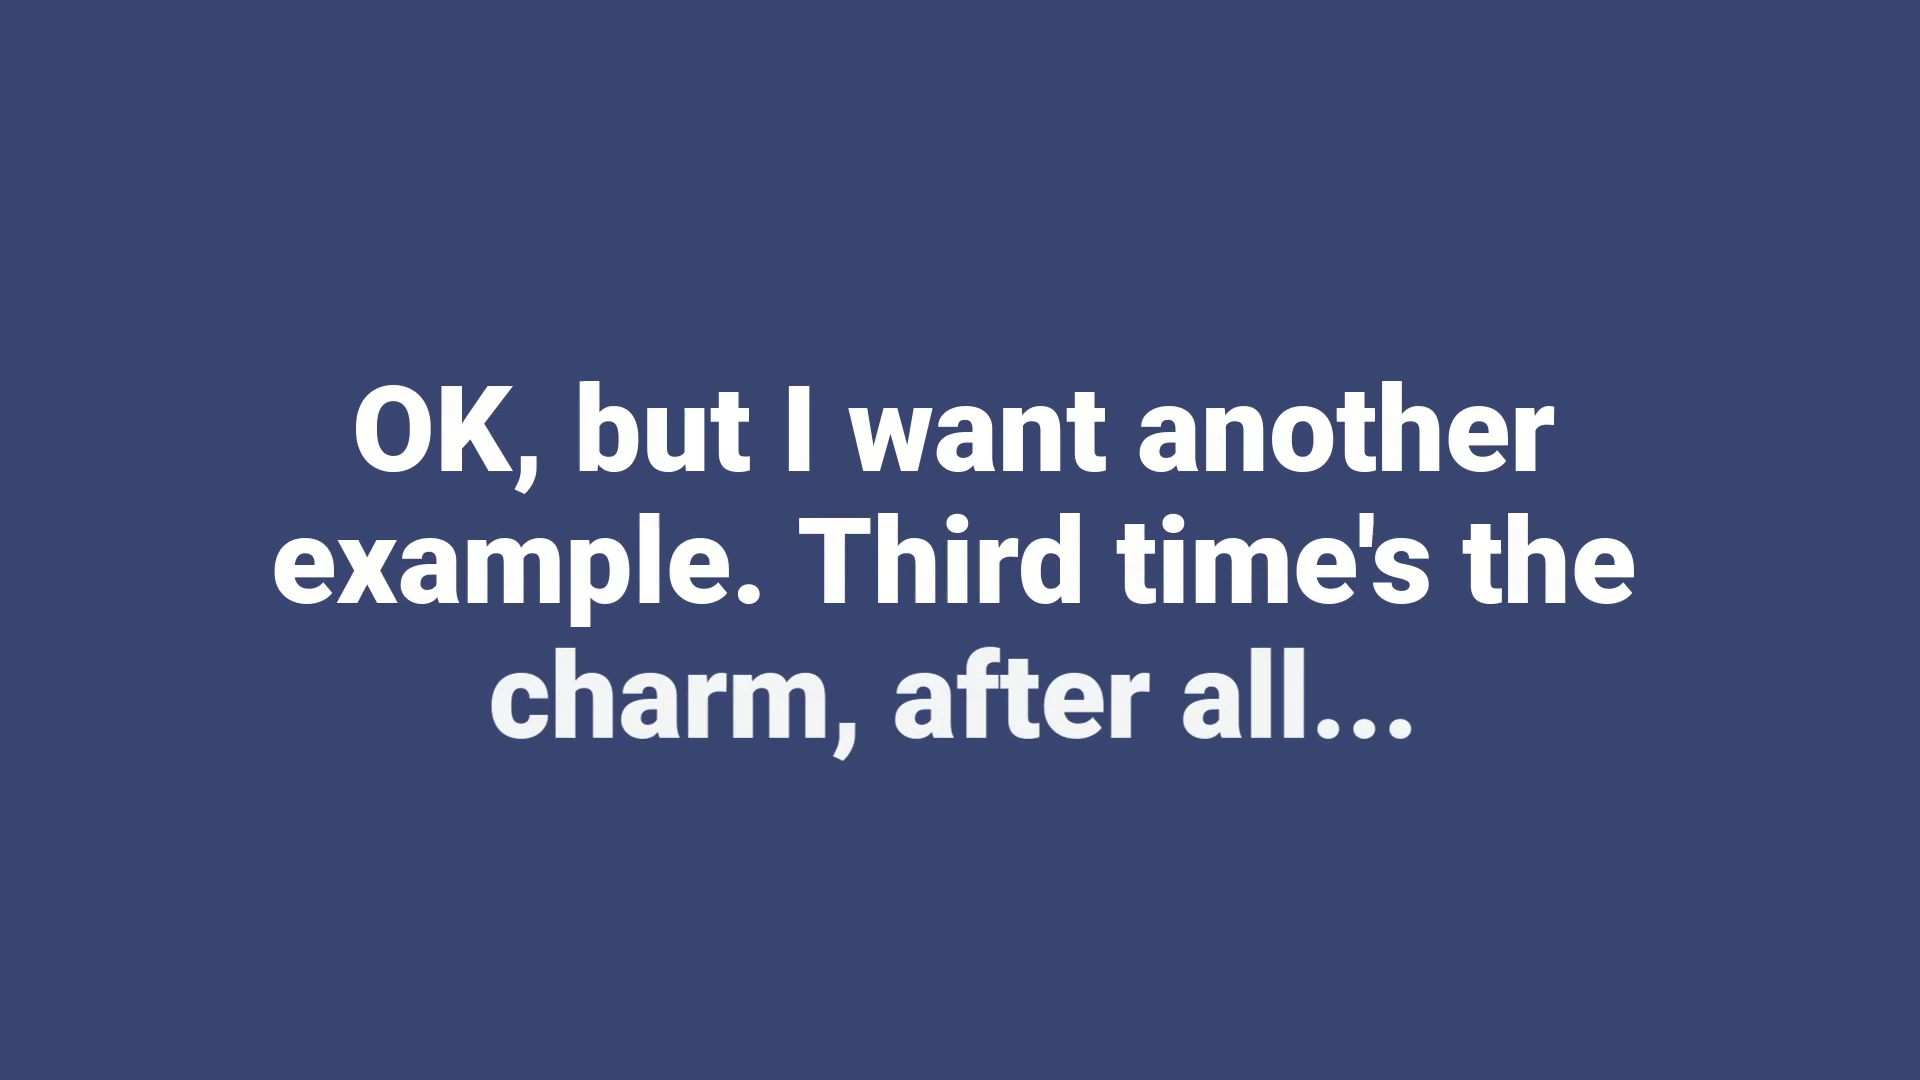 OK, but I want another
example. Third time's the
charm, after all...